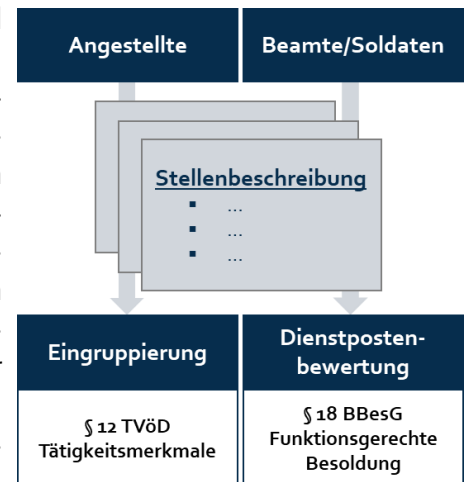 Angestellte
Beamte/Soldaten
Stellenbeschreibung
▪ ...
▪ ...
▪ ...
Eingruppierung
Dienstposten-
bewertung
§ 12 TVöD
Tätigkeitsmerkmale
§ 18 BBesG
Funktionsgerechte
Besoldung